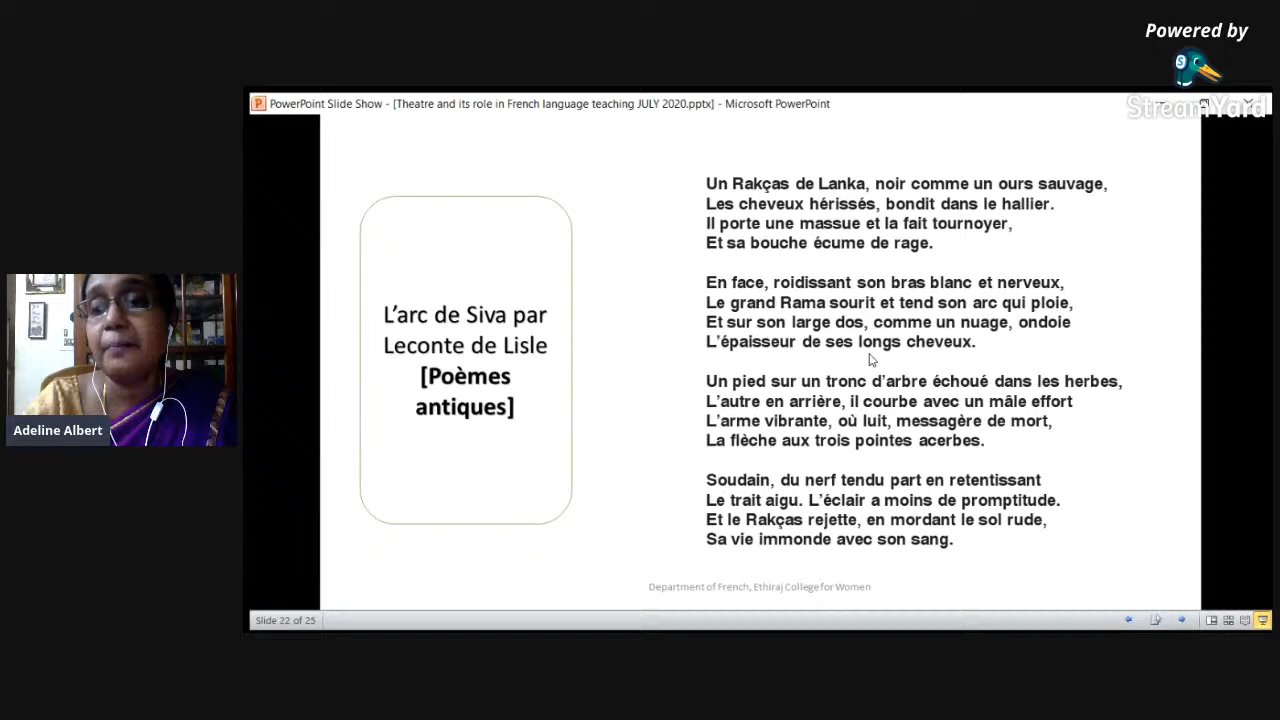 Powered by
StreamYard
PowerPoint Slide Show - [Theatre and its role in French language teaching JULY 2020.pptx] - Microsoft PowerPoint
L’arc de Siva par
Leconte de Lisle
[Poèmes
antiques]
Un Rakças de Lanka, noir comme un ours sauvage,
Les cheveux hérissés, bondit dans le hallier.
Il porte une massue et la fait tournoyer,
Et sa bouche écume de rage.
En face, roidissant son bras blanc et nerveux,
Le grand Rama sourit et tend son arc qui ploie,
Et sur son large dos, comme un nuage, ondoie
L’épaisseur de ses longs cheveux.
Un pied sur un tronc d’arbre échoué dans les herbes,
L’autre en arrière, il courbe avec un mâle effort
L’arme vibrante, où luit, messagère de mort,
La flèche aux trois pointes acerbes.
Soudain, du nerf tendu part en retentissant
Le trait aigu. L’éclair a moins de promptitude.
Et le Rakças rejette, en mordant le sol rude,
Sa vie immonde avec son sang.
Department of French, Ethiraj College for Women
Slide 22 of 25
Adeline Albert